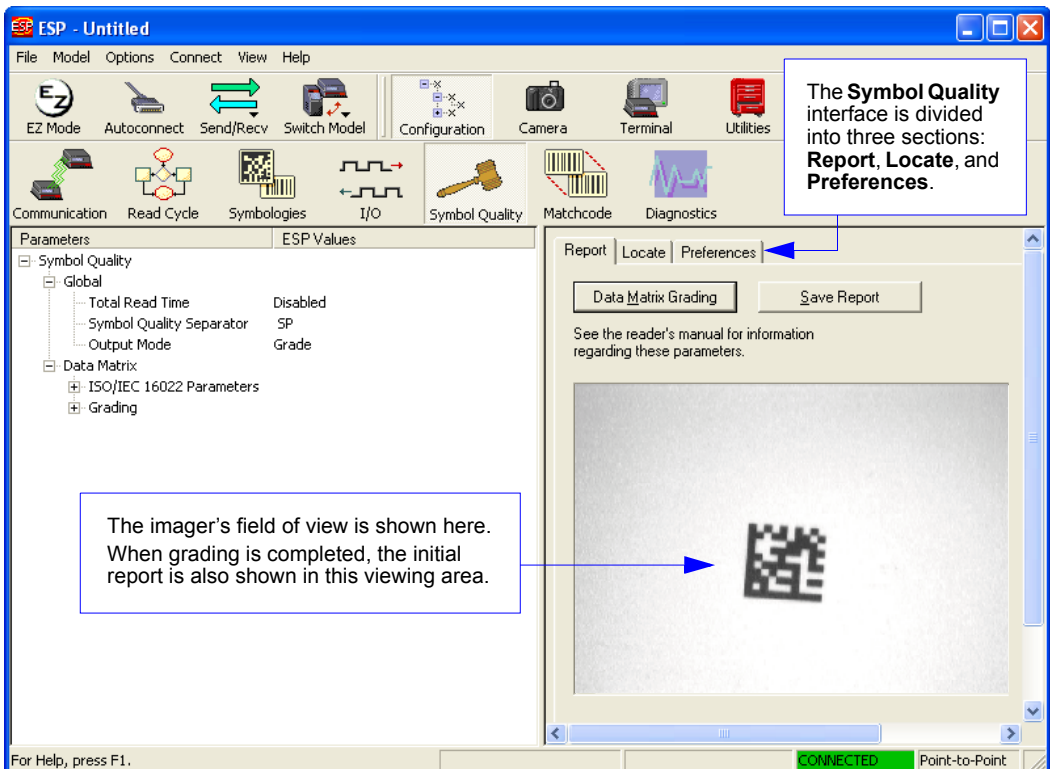 ESP - Untitled
File Model Options Connect View Help
EZ
EZ Mode Autoconnect Send/Recv Switch Model Configuration Camera Terminal Utilities
The Symbol Quality
interface is divided
into three sections:
Report, Locate, and
Preferences.
Communication Read Cycle Symbologies I/O Symbol Quality Matchcode Diagnostics
Parameters ESP Values
Symbol Quality
Global
Total Read Time Disabled
Symbol Quality Separator SP
Output Mode Grade
Data Matrix
ISO/IEC 16022 Parameters
Grading
Report Locate Preferences
Data Matrix Grading Save Report
See the reader's manual for information
regarding these parameters.
The imager's field of view is shown here.
When grading is completed, the initial
report is also shown in this viewing area.
For Help, press F1. CONNECTED Point-to-Point